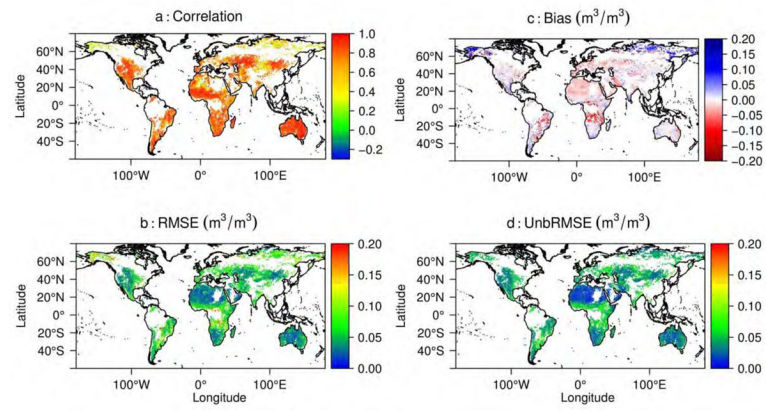 a : Correlation
c : Bias (m³/m³)
60°N
40°N
20°N
0°
20°S
40°S
Latitude
100°W
0°
100°E
1.0
0.8
0.6
0.4
0.2
0.0
−0.2
60°N
40°N
20°N
0°
20°S
40°S
Latitude
100°W
0°
100°E
0.20
0.15
0.10
0.05
0.00
−0.05
−0.10
−0.15
−0.20
b : RMSE (m³/m³)
d : UnbRMSE (m³/m³)
60°N
40°N
20°N
0°
20°S
40°S
Latitude
100°W
0°
100°E
Longitude
0.20
0.15
0.10
0.05
0.00
60°N
40°N
20°N
0°
20°S
40°S
Latitude
100°W
0°
100°E
Longitude
0.20
0.15
0.10
0.05
0.00